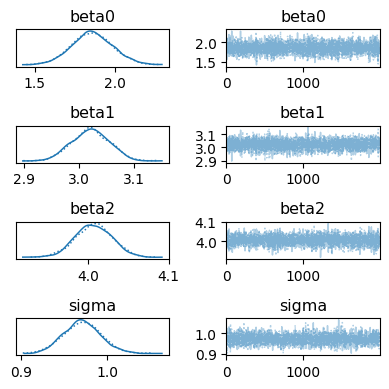 beta0 beta0
2.0
1.5
1.5 2.0 0 1000
beta1 beta1
3.1
3.0
2.9
2.9 3.0 3.1 0 1000
beta2 beta2
4.1
4.0
4.0 4.1 0 1000
sigma sigma
1.0
0.9
0.9 1.0 0 1000